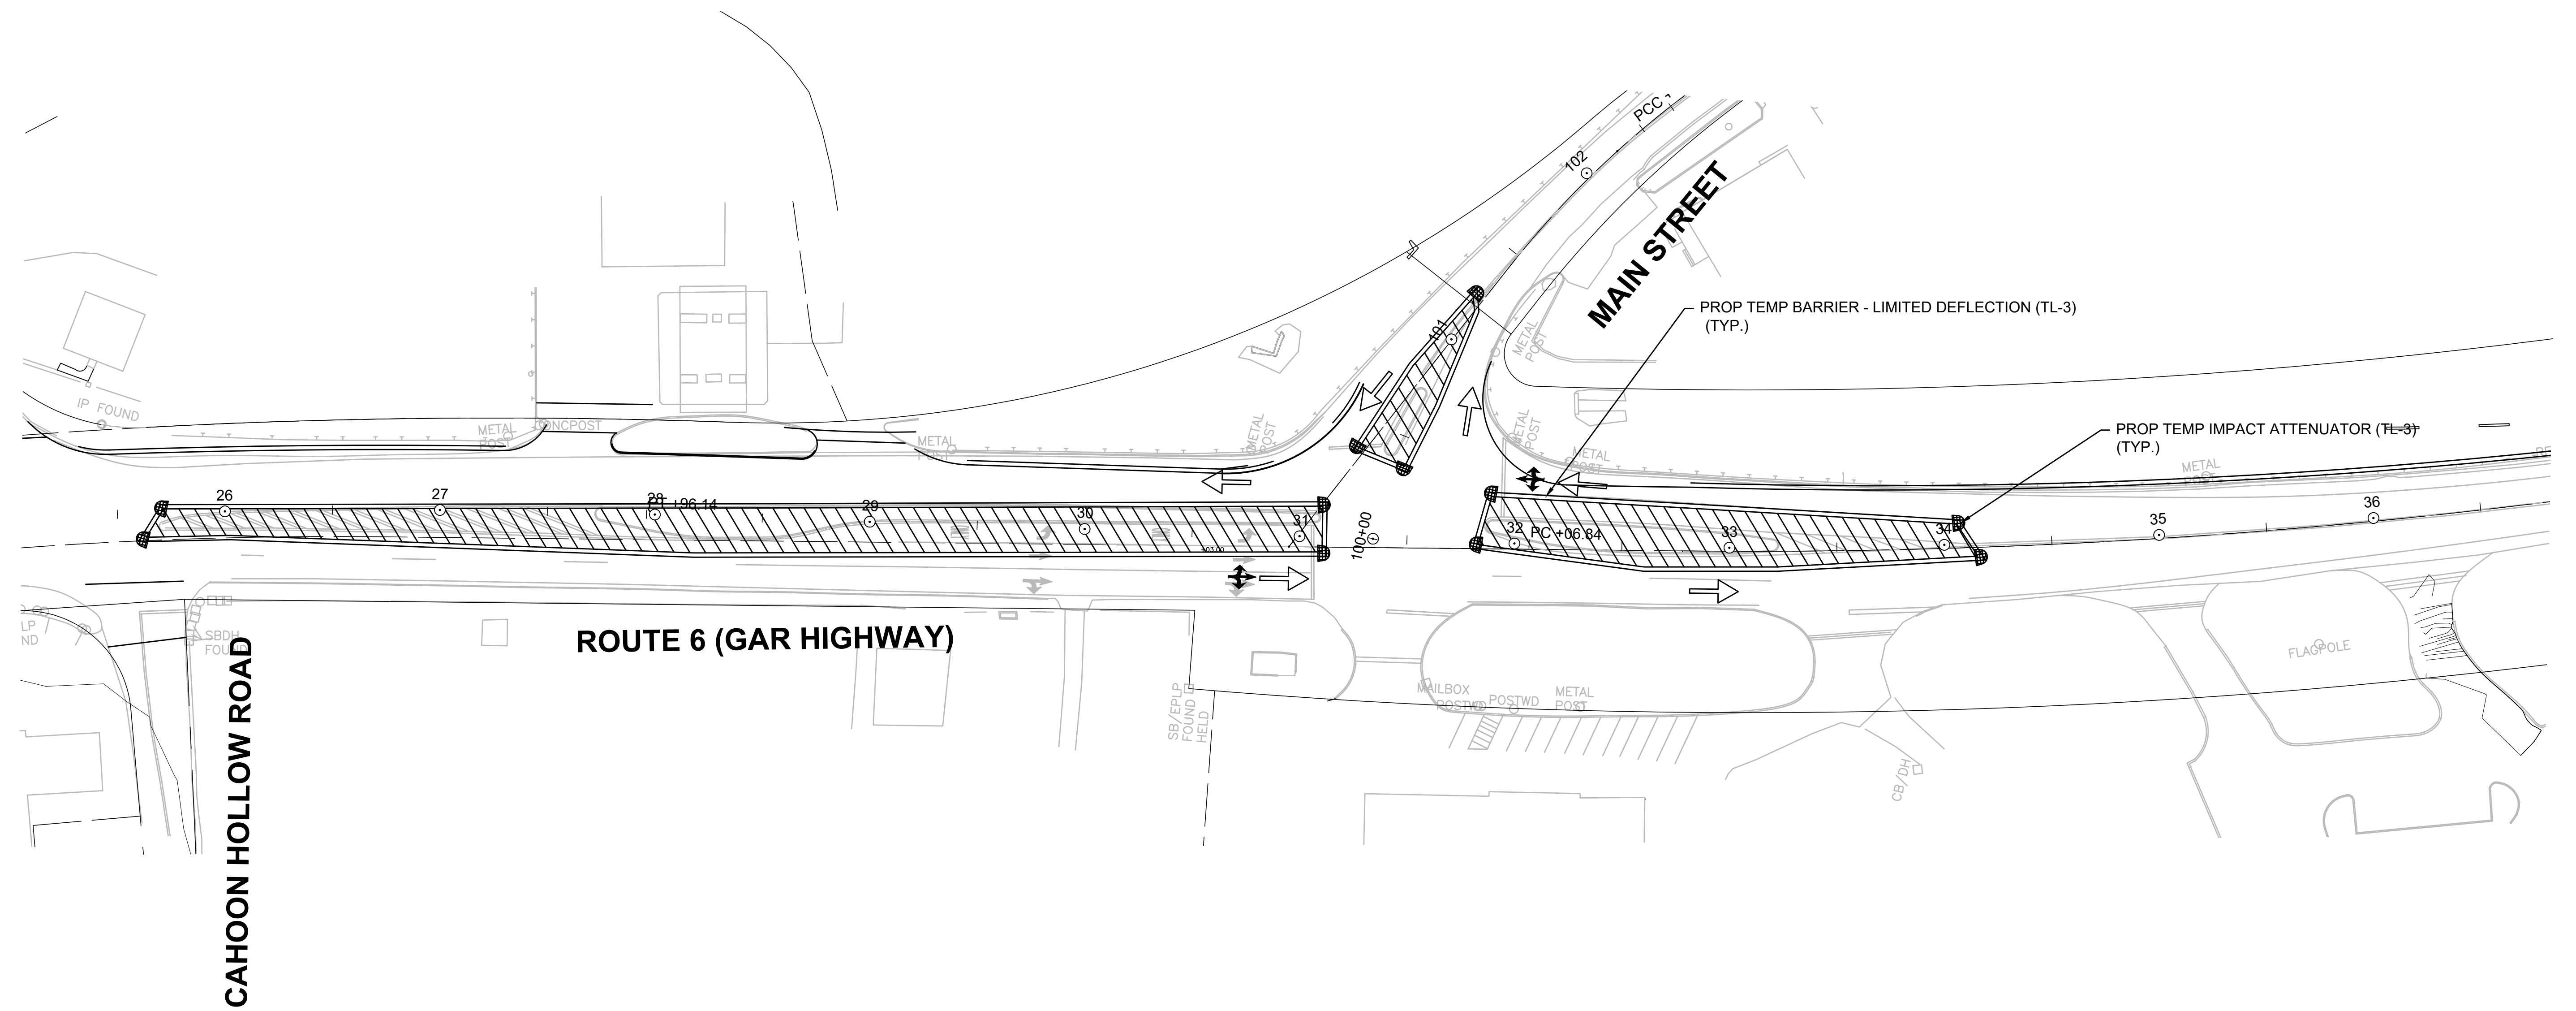 PCC
102
MAIN STREET
PROP TEMP BARRIER - LIMITED DEFLECTION (TL-3)
(TYP.)
101
METAL
POST
IP FOUND
METAL
POST
CONCPOST
METAL
POST
METAL
POST
METAL
POST
METAL
POST
PROP TEMP IMPACT ATTENUATOR (TL-3)
(TYP.)
METAL
POST
26
27
28
PT +96.14
29
30
31
100+00
32
PC +06.84
33
34
35
36
LP
ND
SBDH
FOUND
ROUTE 6 (GAR HIGHWAY)
CAHOON HOLLOW ROAD
SB/EPLP
FOUND
HELD
MAILBOX
POSTWD
POSTWD
METAL
POST
CB/DH
FLAGPOLE